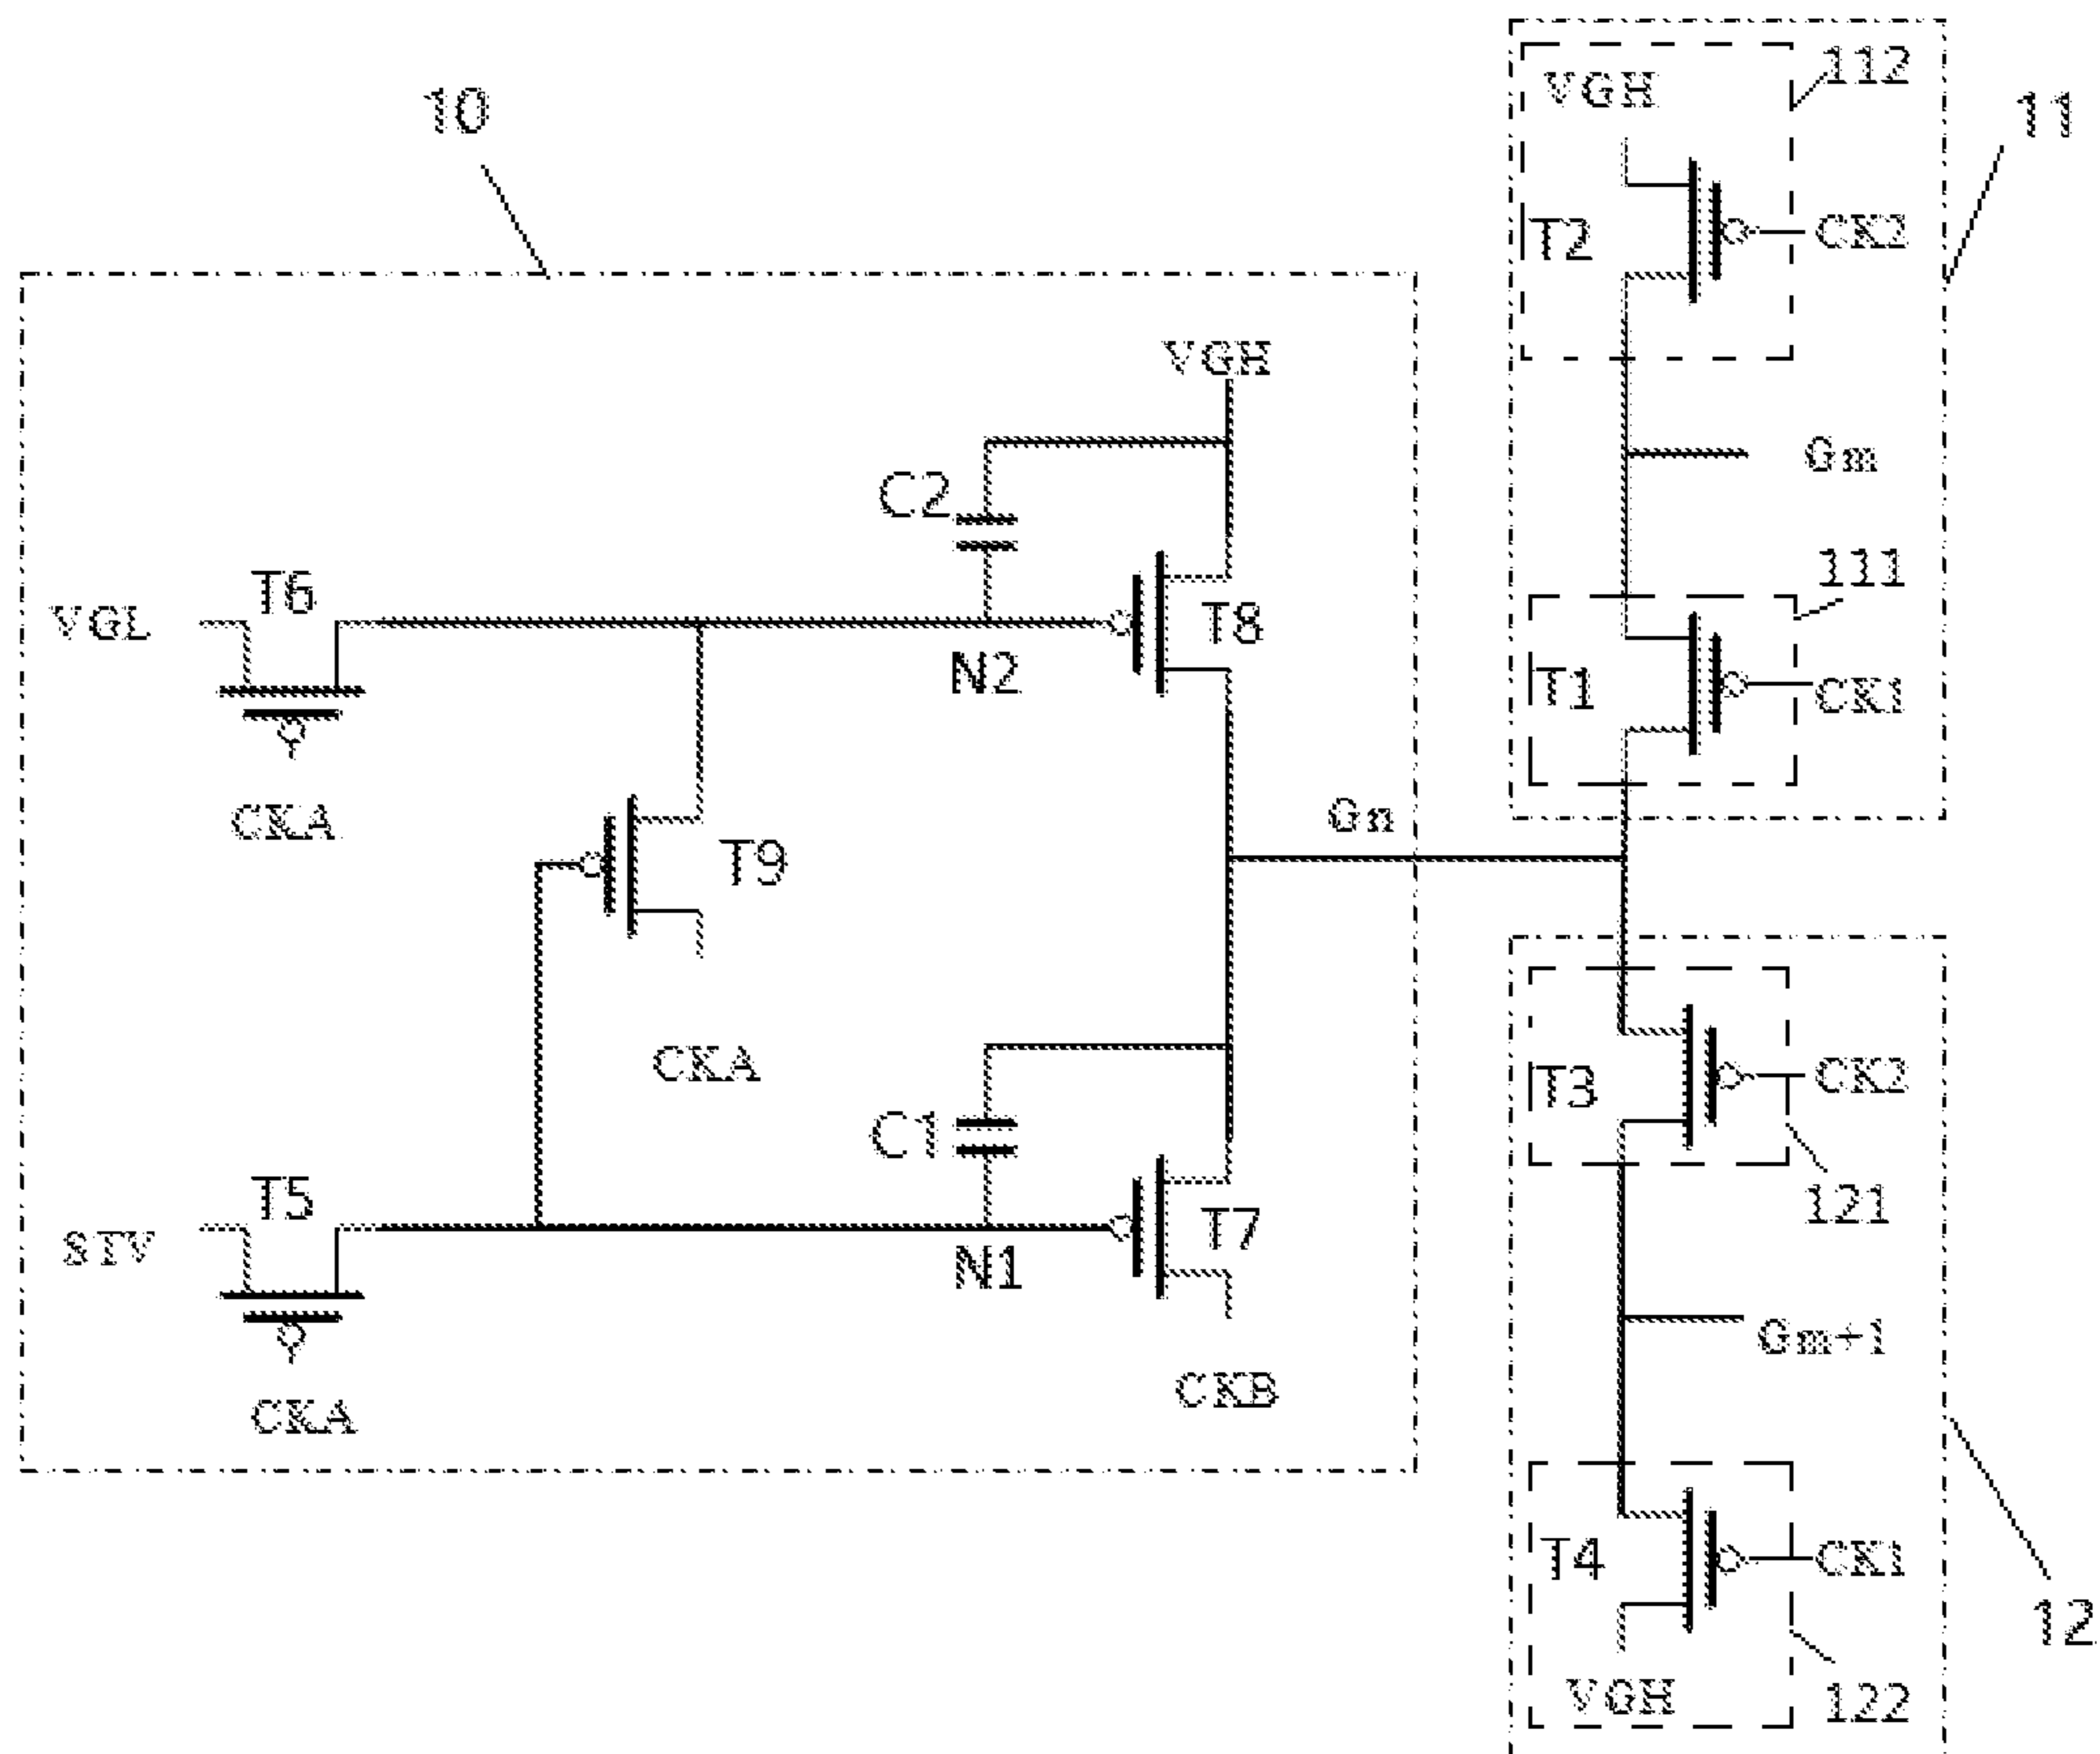 112
VGH
10
11
T2
CK2
VGH
Gm
C2
111
T6
VGL
T8
N2
T1
CK1
CKA
Gn
T9
CKA
T3
CK2
C1
121
T5
STV
T7
N1
Gm+1
CKB
CKA
T4
CK1
12
VGH
122